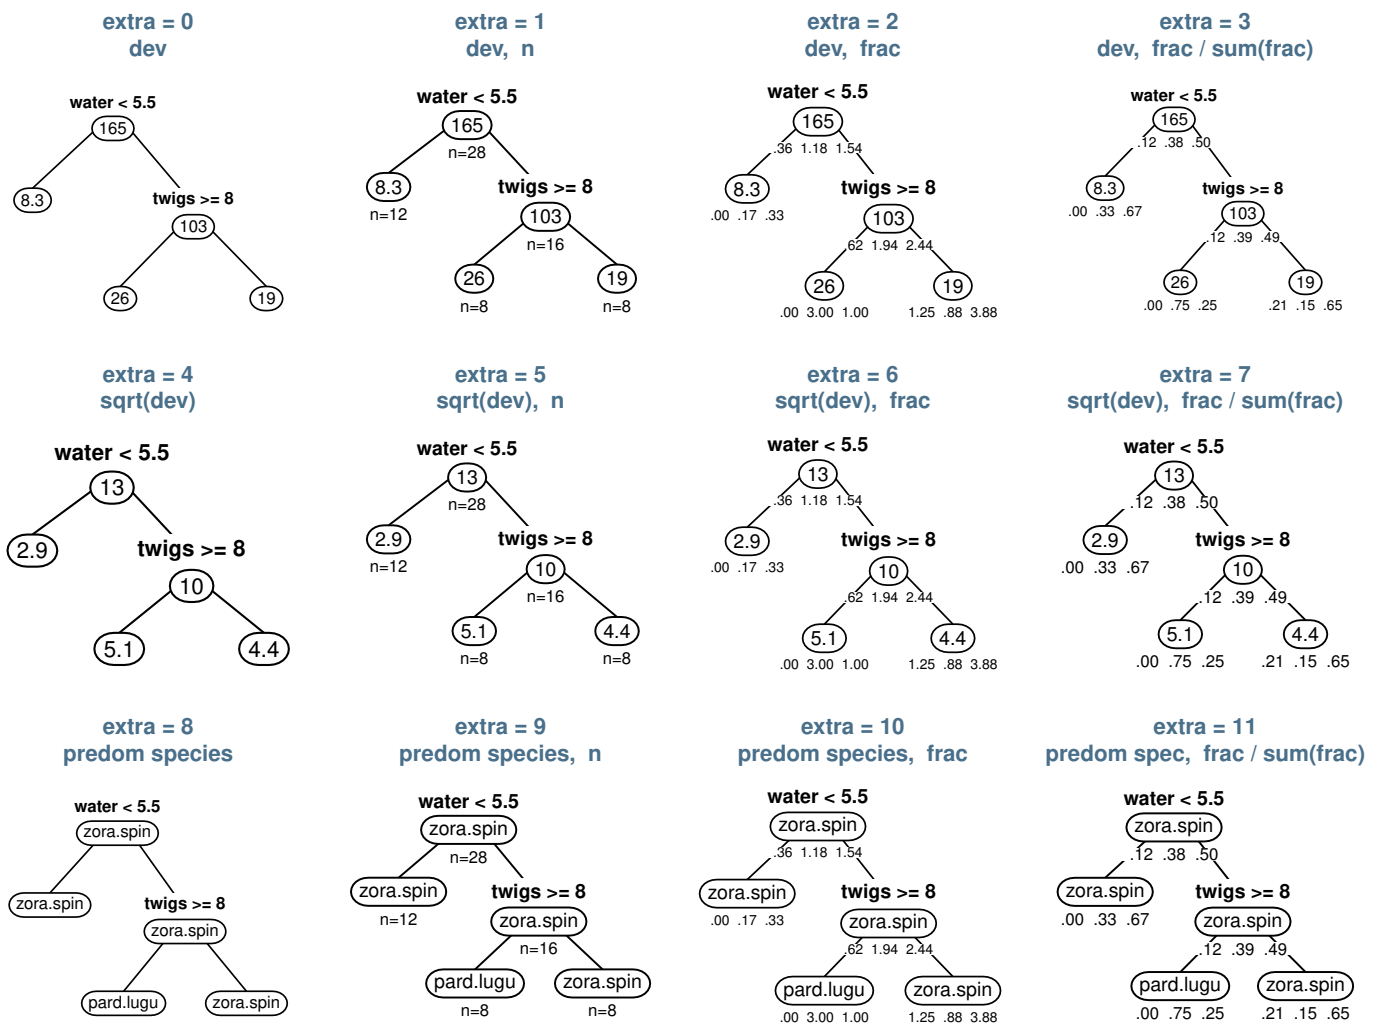 extra = 0
dev
water < 5.5
165
8.3
twigs >= 8
103
26
19
extra = 1
dev, n
water < 5.5
165
n=28
8.3
n=12
twigs >= 8
103
n=16
26
n=8
19
n=8
extra = 2
dev, frac
water < 5.5
165
.36 1.18 1.54
8.3
.00 .17 .33
twigs >= 8
103
.62 1.94 2.44
26
.00 3.00 1.00
19
1.25 .88 3.88
extra = 3
dev, frac / sum(frac)
water < 5.5
165
.12 .38 .50
8.3
.00 .33 .67
twigs >= 8
103
.12 .39 .49
26
.00 .75 .25
19
.21 .15 .65
extra = 4
sqrt(dev)
water < 5.5
13
2.9
twigs >= 8
10
5.1
4.4
extra = 5
sqrt(dev), n
water < 5.5
13
n=28
2.9
n=12
twigs >= 8
10
n=16
5.1
n=8
4.4
n=8
extra = 6
sqrt(dev), frac
water < 5.5
13
.36 1.18 1.54
2.9
.00 .17 .33
twigs >= 8
10
.62 1.94 2.44
5.1
.00 3.00 1.00
4.4
1.25 .88 3.88
extra = 7
sqrt(dev), frac / sum(frac)
water < 5.5
13
.12 .38 .50
2.9
.00 .33 .67
twigs >= 8
10
.12 .39 .49
5.1
.00 .75 .25
4.4
.21 .15 .65
extra = 8
predom species
water < 5.5
zora.spin
zora.spin
twigs >= 8
zora.spin
pard.lugu
zora.spin
extra = 9
predom species, n
water < 5.5
zora.spin
n=28
zora.spin
n=12
twigs >= 8
zora.spin
n=16
pard.lugu
n=8
zora.spin
n=8
extra = 10
predom species, frac
water < 5.5
zora.spin
.36 1.18 1.54
zora.spin
.00 .17 .33
twigs >= 8
zora.spin
.62 1.94 2.44
pard.lugu
.00 3.00 1.00
zora.spin
1.25 .88 3.88
extra = 11
predom spec, frac / sum(frac)
water < 5.5
zora.spin
.12 .38 .50
zora.spin
.00 .33 .67
twigs >= 8
zora.spin
.12 .39 .49
pard.lugu
.00 .75 .25
zora.spin
.21 .15 .65